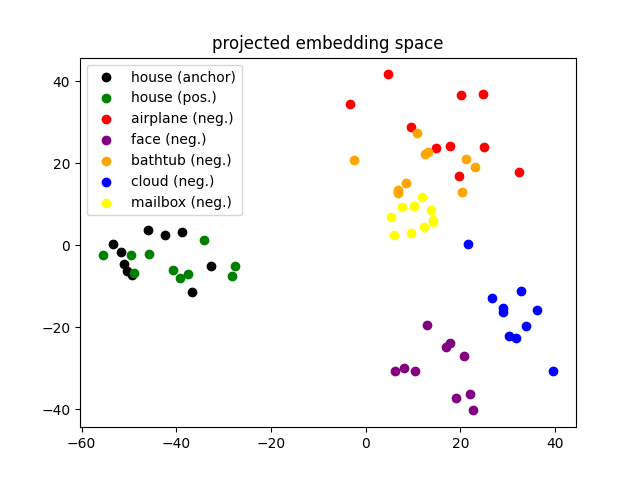 projected embedding space
house (anchor)
house (pos.)
airplane (neg.)
face (neg.)
bathtub (neg.)
cloud (neg.)
mailbox (neg.)
40
20
0
−20
−40
−60 −40 −20 0 20 40